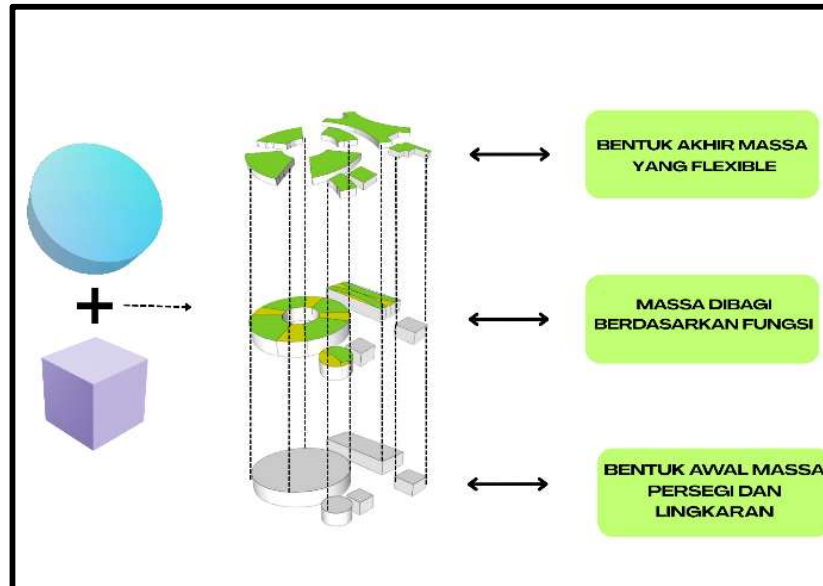 BENTUK AKHIR MASSA
YANG FLEXIBLE
MASSA DIBAGI
BERDASARKAN FUNGSI
BENTUK AWAL MASSA
PERSEGI DAN
LINGKARAN